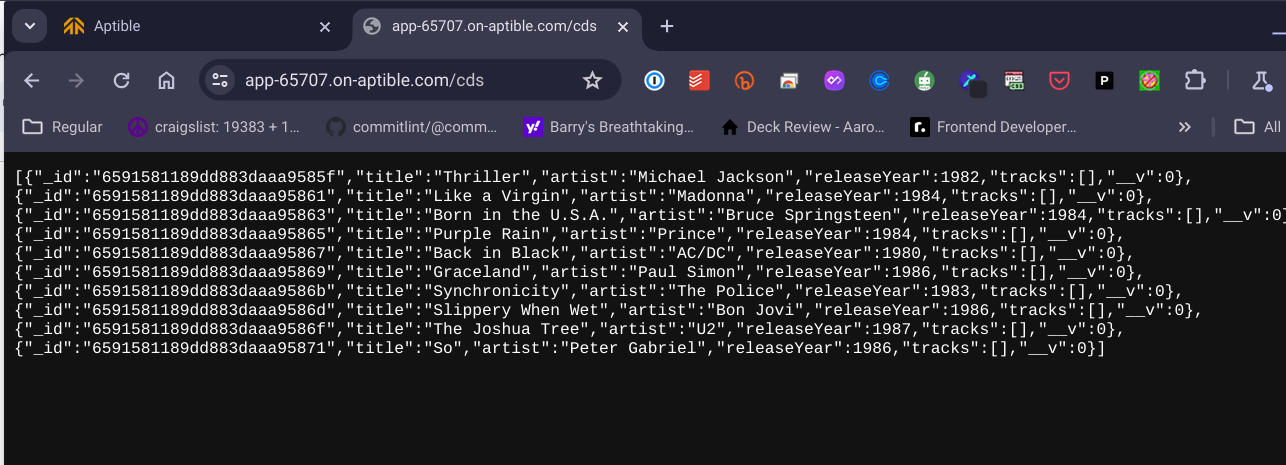 Aptible
app-65707.on-aptible.com/cds
app-65707.on-aptible.com/cds
Regular
craigslist: 19383 + 1...
commitlint/@comm...
Barry's Breathtaking...
Deck Review - Aaro...
Frontend Developer...
All
[{"_id":"6591581189dd883daaa9585f","title":"Thriller","artist":"Michael Jackson","releaseYear":1982,"tracks":[],"__v":0},
{"_id":"6591581189dd883daaa95861","title":"Like a Virgin","artist":"Madonna","releaseYear":1984,"tracks":[],"__v":0},
{"_id":"6591581189dd883daaa95863","title":"Born in the U.S.A.","artist":"Bruce Springsteen","releaseYear":1984,"tracks":[],"__v":0}
{"_id":"6591581189dd883daaa95865","title":"Purple Rain","artist":"Prince","releaseYear":1984,"tracks":[],"__v":0},
{"_id":"6591581189dd883daaa95867","title":"Back in Black","artist":"AC/DC","releaseYear":1980,"tracks":[],"__v":0},
{"_id":"6591581189dd883daaa95869","title":"Graceland","artist":"Paul Simon","releaseYear":1986,"tracks":[],"__v":0},
{"_id":"6591581189dd883daaa9586b","title":"Synchronicity","artist":"The Police","releaseYear":1983,"tracks":[],"__v":0},
{"_id":"6591581189dd883daaa9586d","title":"Slippery When Wet","artist":"Bon Jovi","releaseYear":1986,"tracks":[],"__v":0},
{"_id":"6591581189dd883daaa9586f","title":"The Joshua Tree","artist":"U2","releaseYear":1987,"tracks":[],"__v":0},
{"_id":"6591581189dd883daaa95871","title":"So","artist":"Peter Gabriel","releaseYear":1986,"tracks":[],"__v":0}]